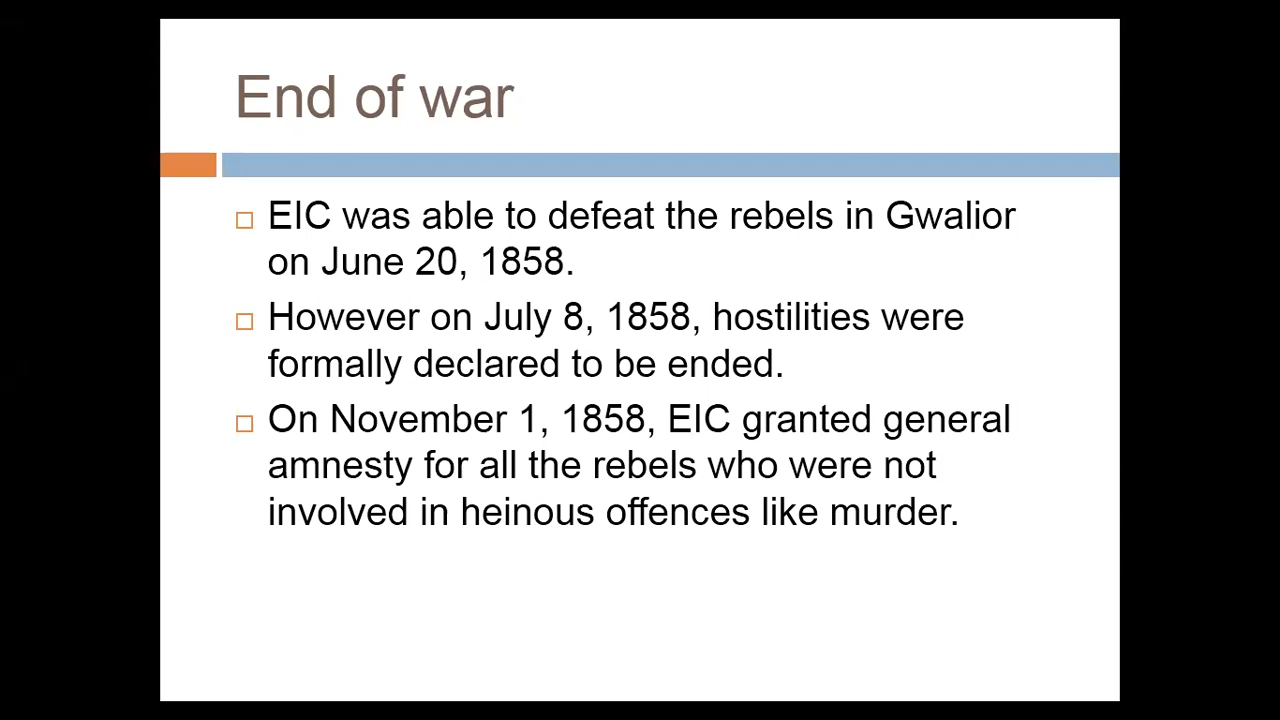 End of war
EIC was able to defeat the rebels in Gwalior
on June 20, 1858.
However on July 8, 1858, hostilities were
formally declared to be ended.
On November 1, 1858, EIC granted general
amnesty for all the rebels who were not
involved in heinous offences like murder.